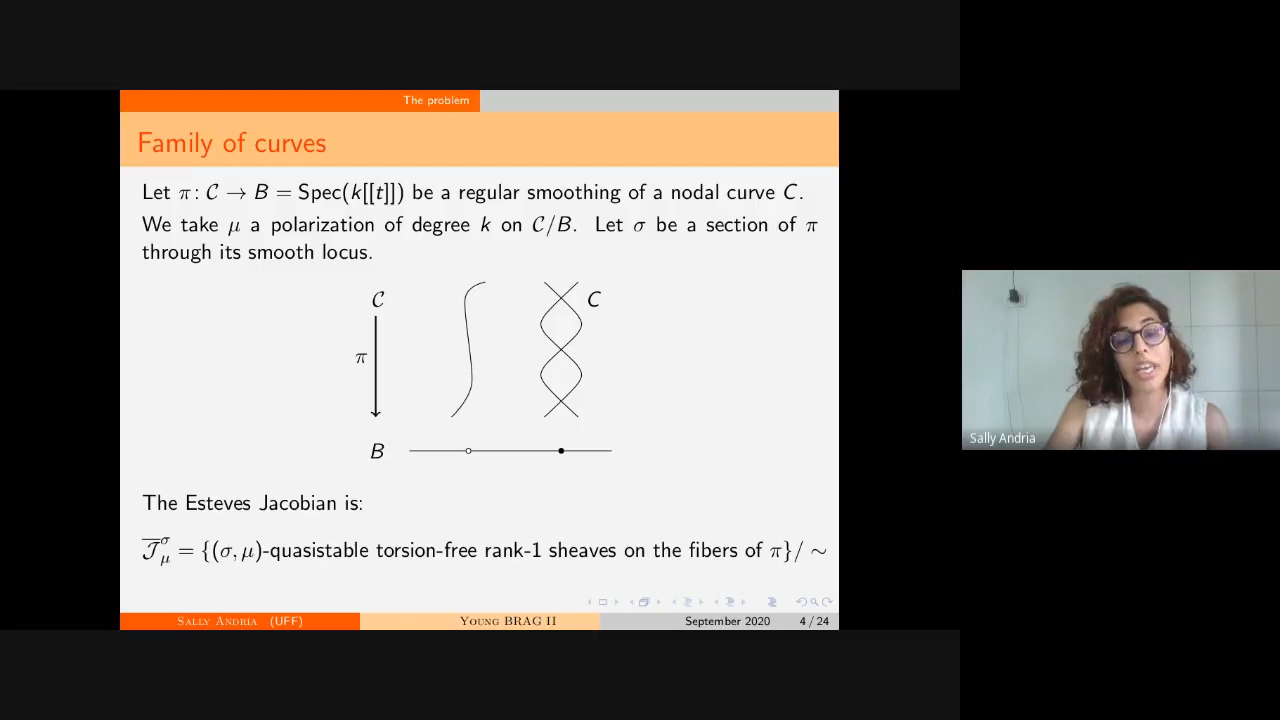 The problem
Family of curves
Let π: 𝒞 → B = Spec(k[[t]]) be a regular smoothing of a nodal curve C.
We take μ a polarization of degree k on 𝒞/B. Let σ be a section of π
through its smooth locus.
𝒞
C
π
B
The Esteves Jacobian is:
𝒥̅^σ_μ = {(σ, μ)-quasistable torsion-free rank-1 sheaves on the fibers of π}/ ∼
Sally Andria (UFF)
Young BRAG II
September 2020
4 / 24
Sally Andria